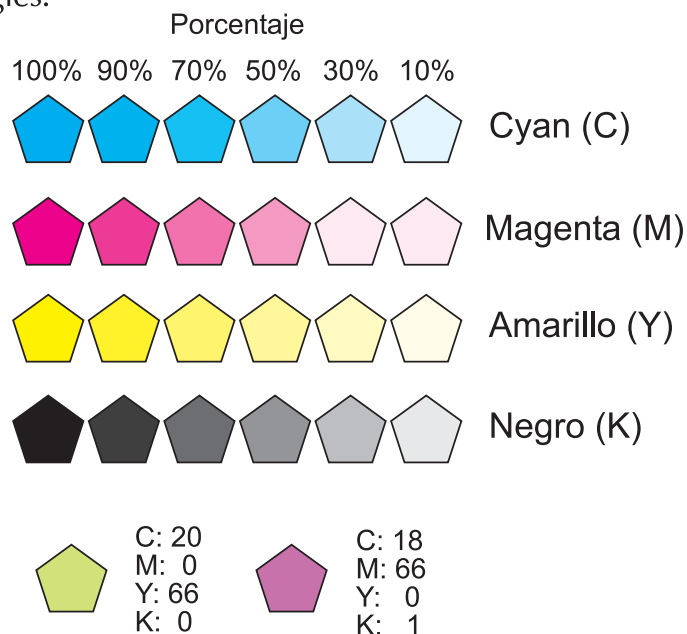 Porcentaje
100% 90% 70% 50% 30% 10%
Cyan (C)
Magenta (M)
Amarillo (Y)
Negro (K)
C: 20
M: 0
Y: 66
K: 0
C: 18
M: 66
Y: 0
K: 1